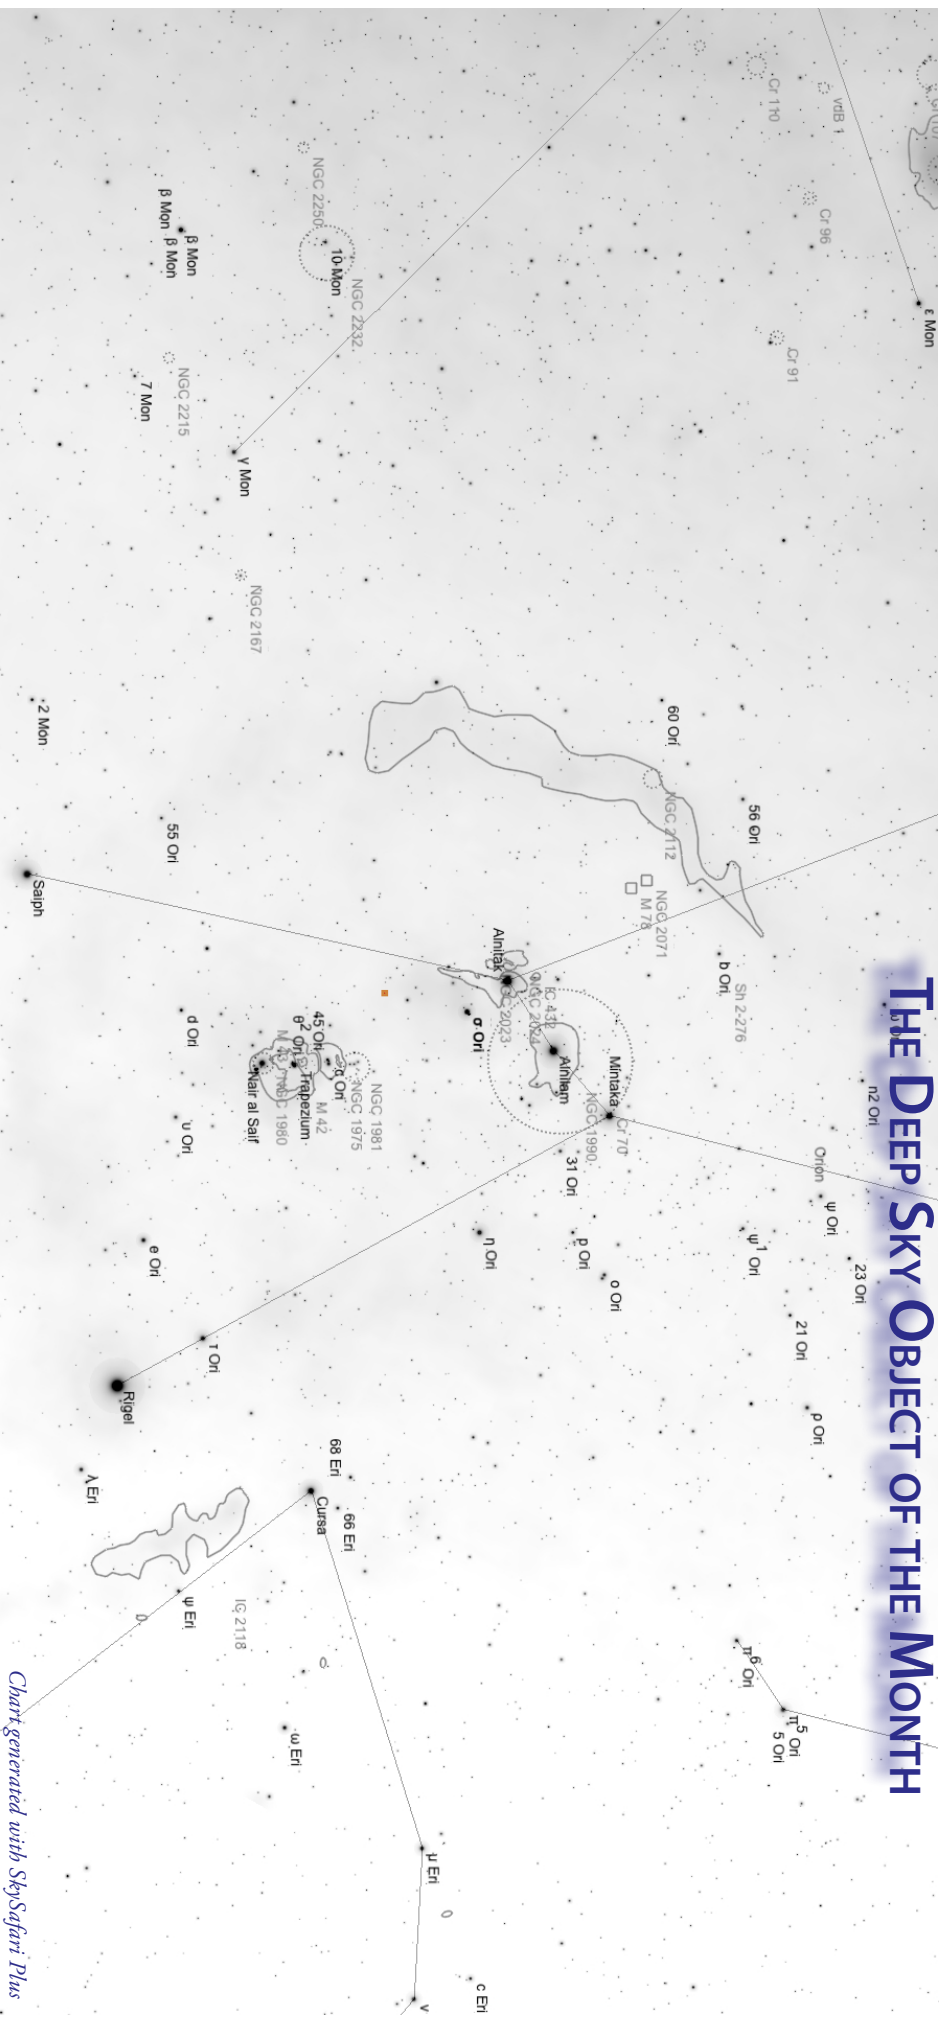 THE DEEP SKY OBJECT OF THE MONTH
ε Mon
vdB 1
Cr 110
Cr 96
Cr 91
NGC 2250
10 Mon
NGC 2232
β Mon
β Mon
β Mon
NGC 2215
7 Mon
γ Mon
NGC 2167
2 Mon
60 Ori
56 Ori
NGC 2112
55 Ori
Saiph
NGC 2071
M 78
b Ori
Sh 2-276
Alnitak
IC 432
NGC 2024
NGC 2023
σ Ori
Alnilam
Mintaka
Cr 70
NGC 1990
n2 Ori
Orion
ψ Ori
ψ1 Ori
23 Ori
21 Ori
ρ Ori
31 Ori
p Ori
o Ori
η Ori
d Ori
45 Ori
θ2 Ori
c Ori
Trapezium
M 43
M 42
NGC 1981
NGC 1975
NGC 1980
Nair al Saif
υ Ori
e Ori
τ Ori
Rigel
λ Eri
68 Eri
66 Eri
Cursa
ψ Eri
IC 2118
ω Eri
π6 Ori
π5 Ori
5 Ori
μ Eri
c Eri
ν
Chart generated with SkySafari Plus